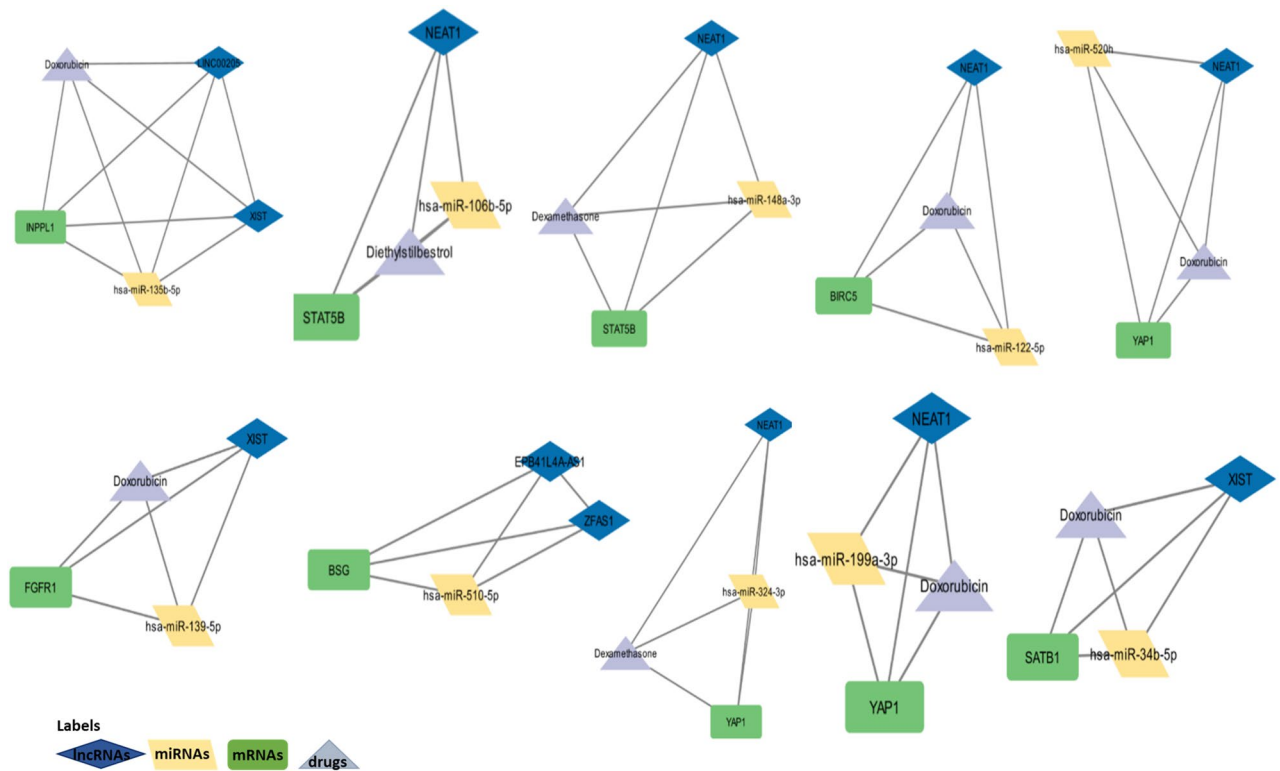 Doxorubicin
LINC00205
INPPL1
XIST
hsa-miR-135b-5p
NEAT1
hsa-miR-106b-5p
Diethylstilbestrol
STAT5B
NEAT1
hsa-miR-148a-3p
Dexamethasone
STAT5B
NEAT1
Doxorubicin
BIRC5
hsa-miR-122-5p
hsa-miR-520h
NEAT1
Doxorubicin
YAP1
XIST
Doxorubicin
FGFR1
hsa-miR-139-5p
EPB41L4A-AS1
ZFAS1
BSG
hsa-miR-510-5p
NEAT1
hsa-miR-324-3p
Dexamethasone
YAP1
NEAT1
hsa-miR-199a-3p
Doxorubicin
YAP1
XIST
Doxorubicin
SATB1
hsa-miR-34b-5p
Labels
lncRNAs
miRNAs
mRNAs
drugs